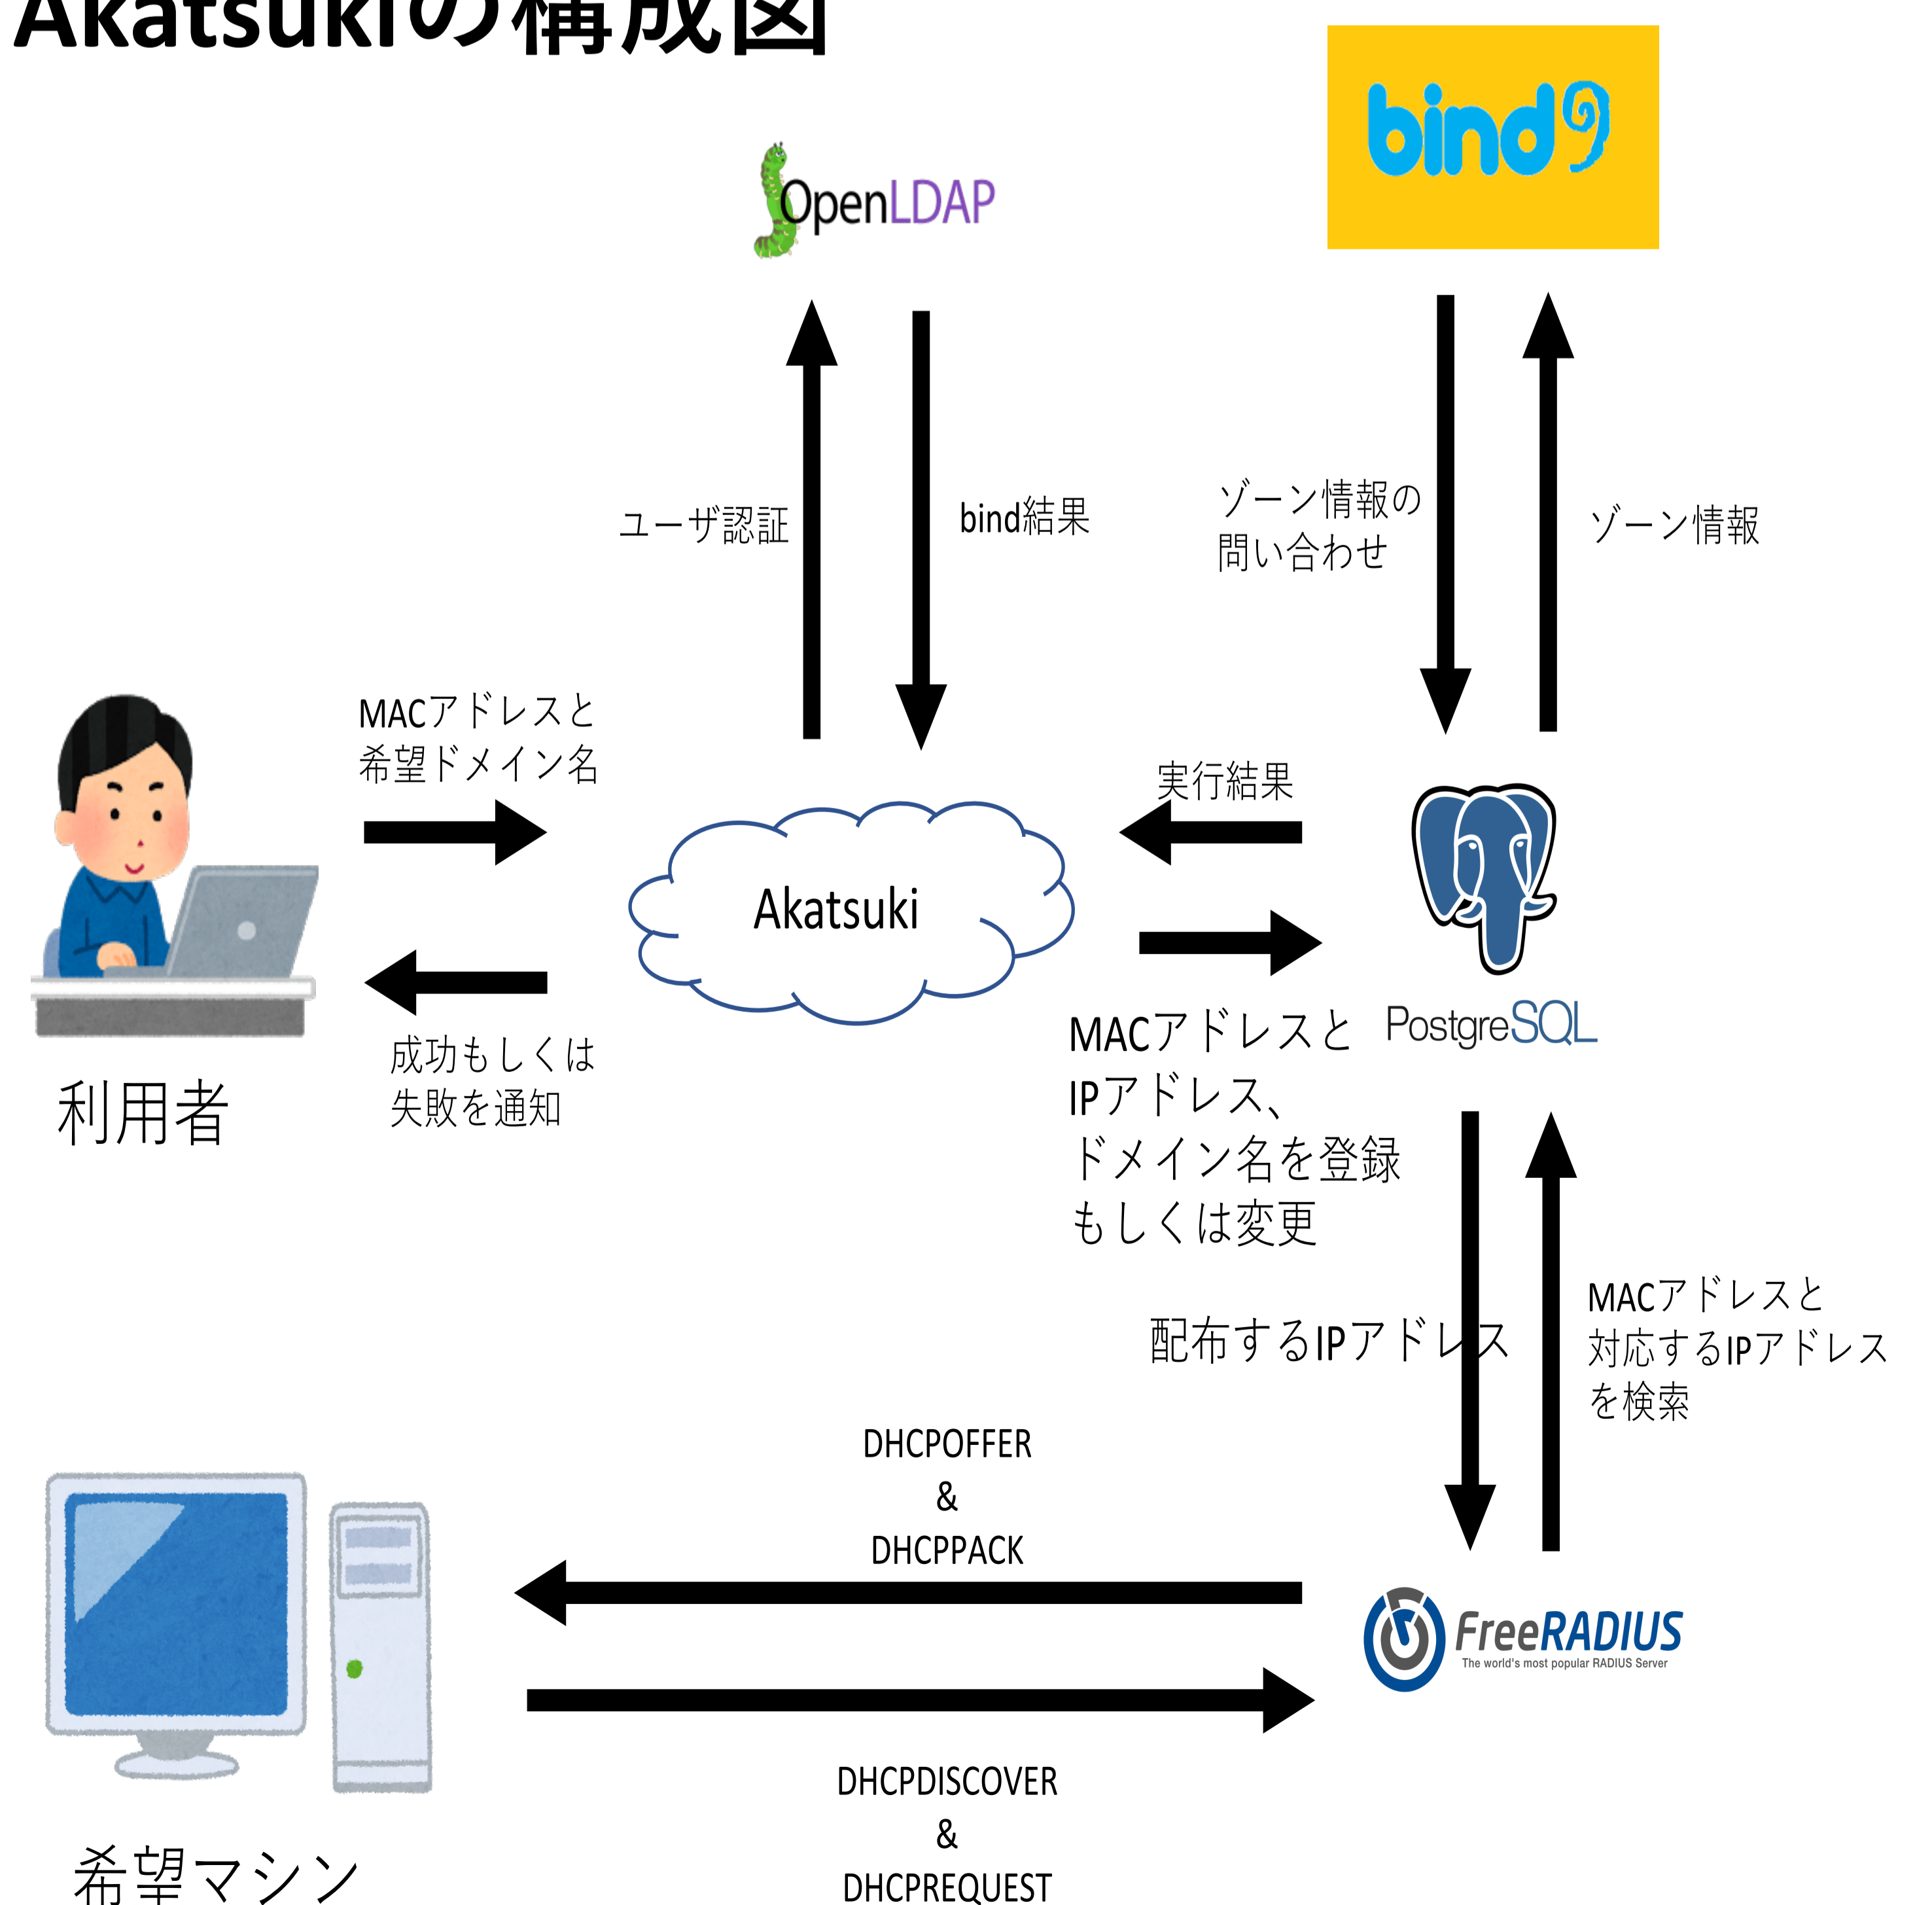 Akatsukiの構成図
bind9
OpenLDAP
ユーザ認証
bind結果
ゾーン情報の
問い合わせ
ゾーン情報
MACアドレスと
希望ドメイン名
実行結果
Akatsuki
成功もしくは
失敗を通知
利用者
PostgreSQL
MACアドレスと
IPアドレス、
ドメイン名を登録
もしくは変更
配布するIPアドレス
MACアドレスと
対応するIPアドレス
を検索
DHCPOFFER
&
DHCPPACK
FreeRADIUS
The world's most popular RADIUS Server
DHCPDISCOVER
&
DHCPREQUEST
希望マシン